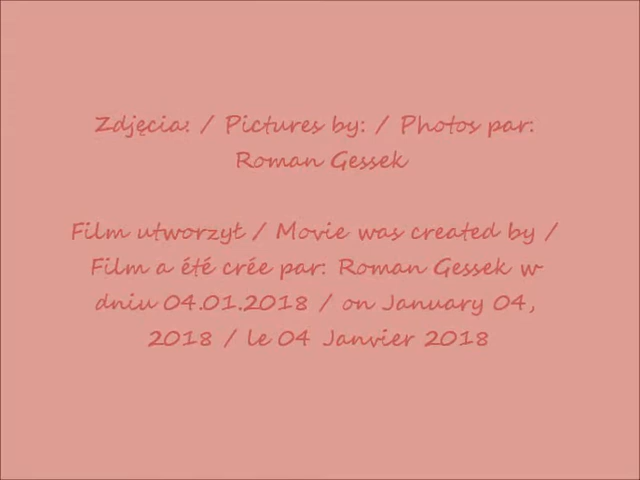 Zdjęcia: / Pictures by: / Photos par:
Roman Gessek
Film utworzył / Movie was created by /
Film a été crée par: Roman Gessek w
dniu 04.01.2018 / on January 04,
2018 / le 04 Janvier 2018